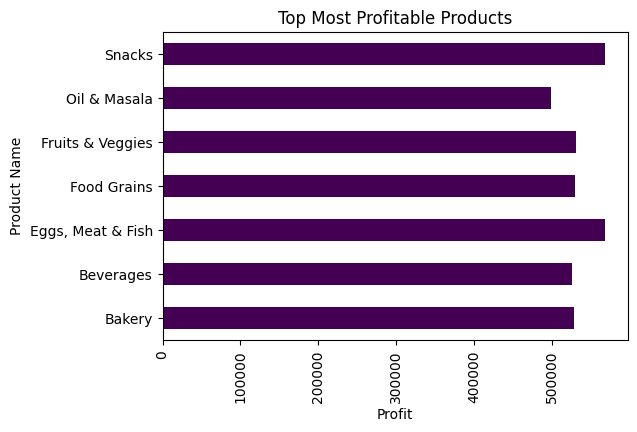 Top Most Profitable Products
Product Name
Snacks
Oil & Masala
Fruits & Veggies
Food Grains
Eggs, Meat & Fish
Beverages
Bakery
0
100000
200000
300000
400000
500000
Profit